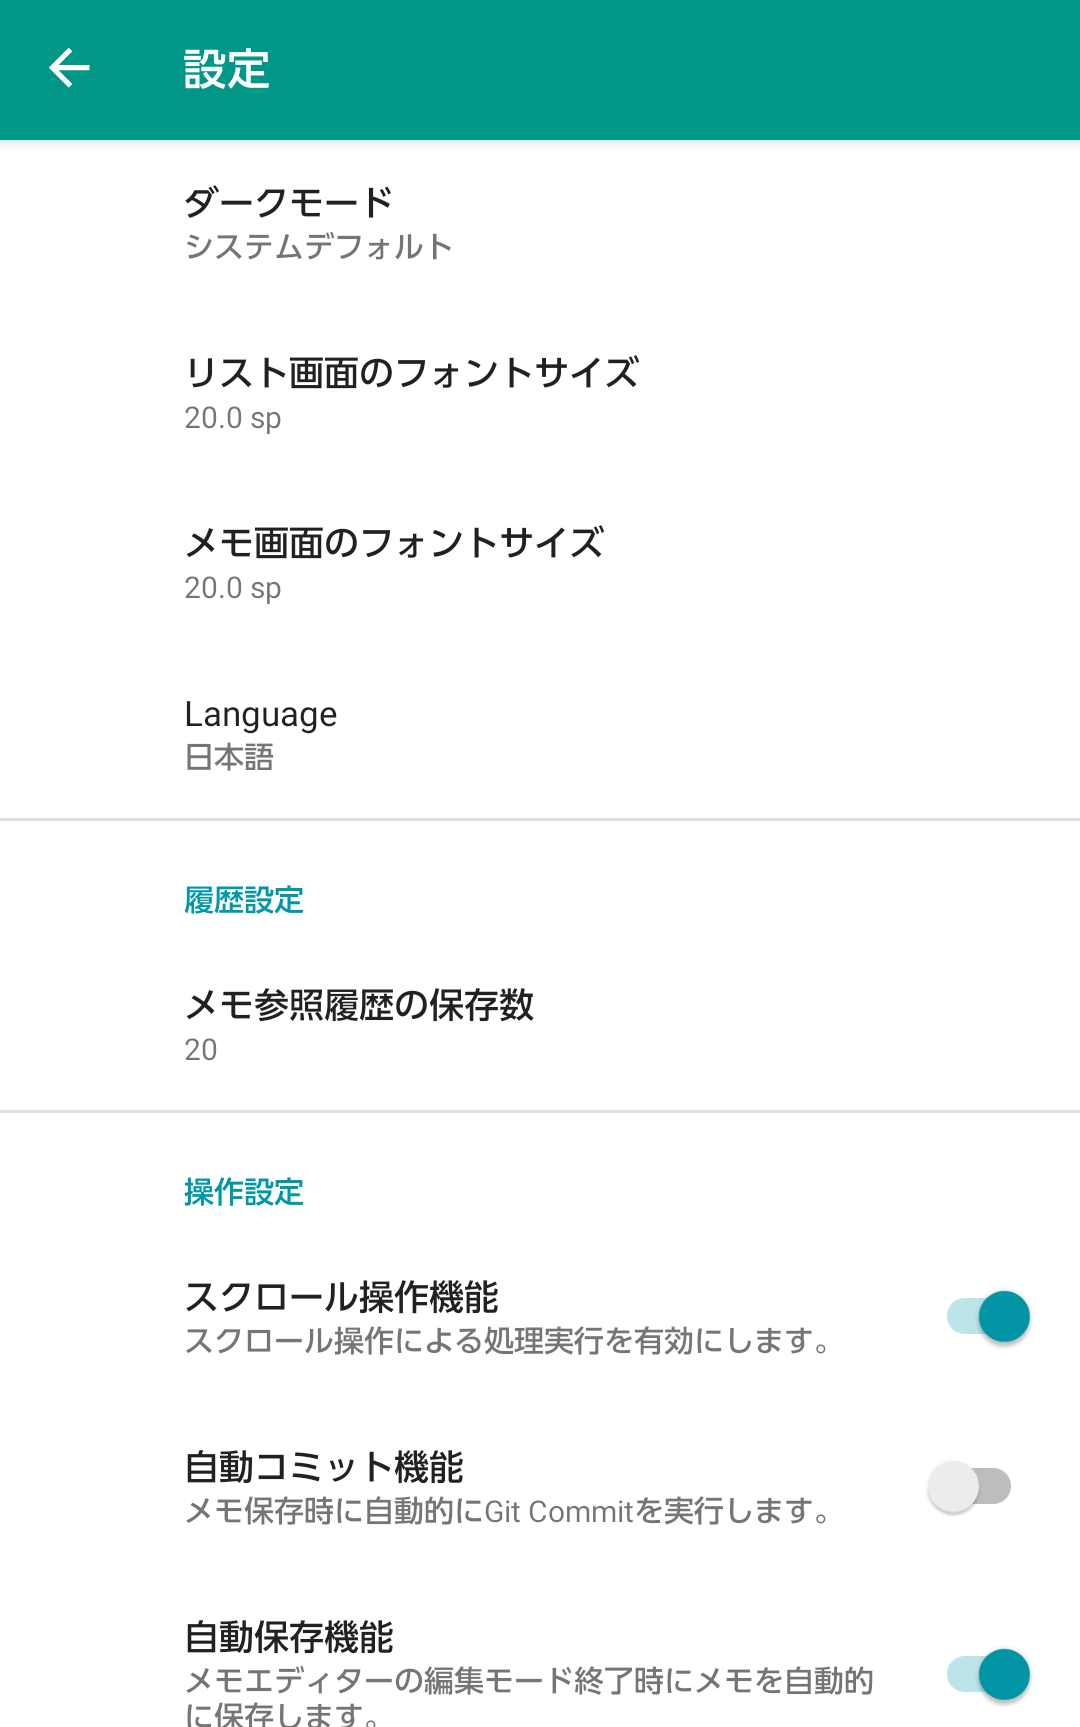 設定
ダークモード
システムデフォルト
リスト画面のフォントサイズ
20.0 sp
メモ画面のフォントサイズ
20.0 sp
Language
日本語
履歴設定
メモ参照履歴の保存数
20
操作設定
スクロール操作機能
スクロール操作による処理実行を有効にします。
自動コミット機能
メモ保存時に自動的にGit Commitを実行します。
自動保存機能
メモエディターの編集モード終了時にメモを自動的
に保存します。